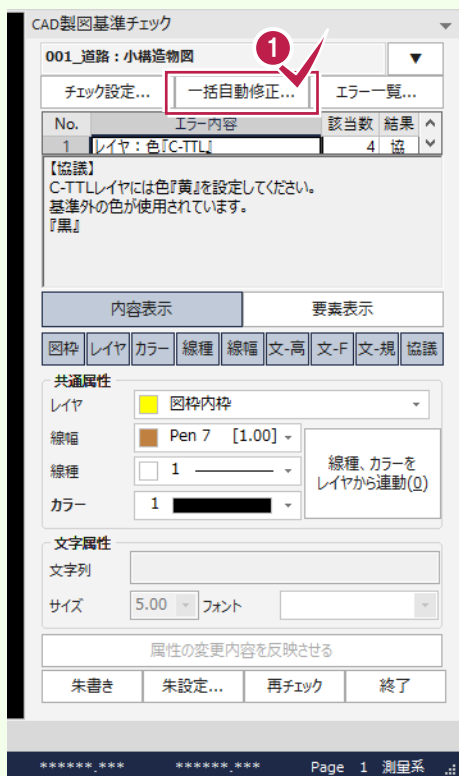 CAD製図基準チェック
001_道路：小構造物図
1
チェック設定... 一括自動修正... エラー一覧...
No. エラー内容 該当数 結果
1 レイヤ：色『C-TTL』 4 協
【協議】
C-TTLレイヤには色『黄』を設定してください。
基準外の色が使用されています。
『黒』
内容表示 要素表示
図枠 レイヤ カラー 線種 線幅 文-高 文-F 文-規 協議
共通属性
レイヤ 図枠内枠
線幅 Pen 7 [1.00]
線種 1
カラー 1
線種、カラーを
レイヤから連動(0)
文字属性
文字列
サイズ 5.00 フォント
属性の変更内容を反映させる
朱書き 朱設定... 再チェック 終了
******.*** ******.*** Page 1 測量系